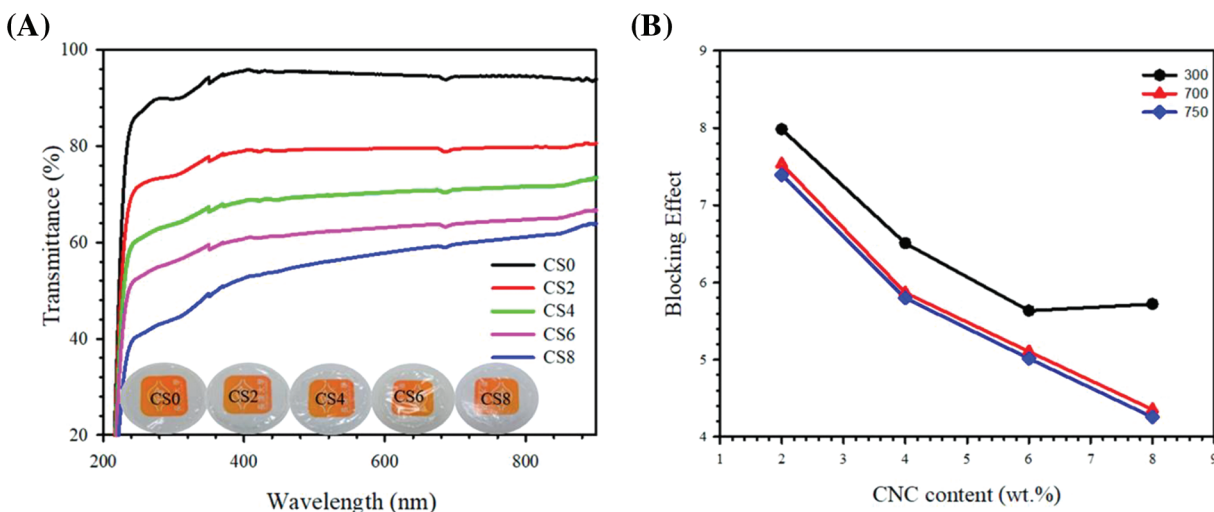 (A)
(B)
100
80
60
40
20
Transmittance (%)
CS0
CS2
CS4
CS6
CS8
CS0 CS2 CS4 CS6 CS8
200 400 600 800
Wavelength (nm)
9
8
7
6
5
4
Blocking Effect
300
700
750
1 2 3 4 5 6 7 8 9
CNC content (wt.%)